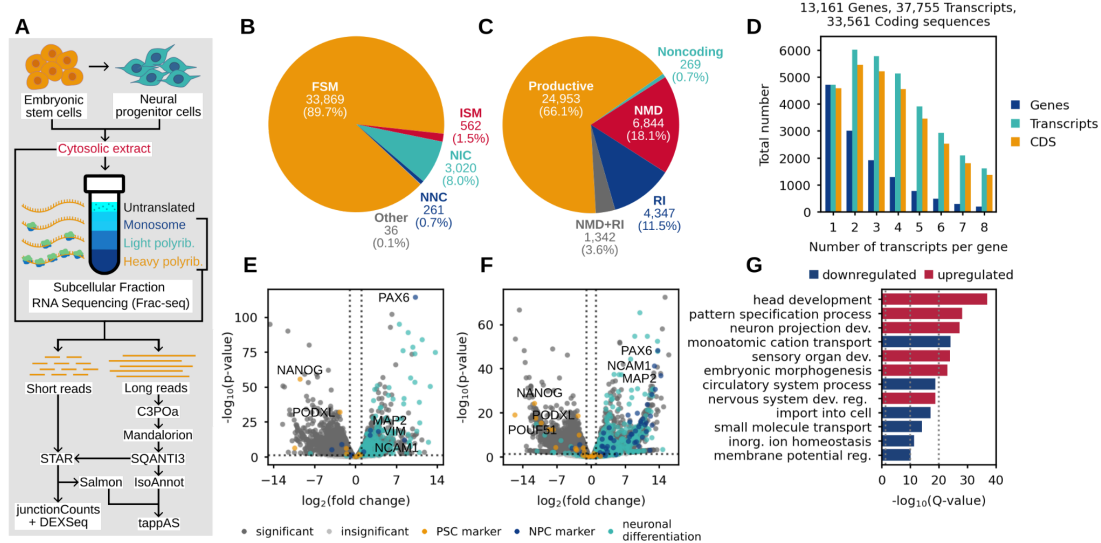 A
Embryonic
stem cells
Neural
progenitor cells
Cytosolic extract
Untranslated
Monosome
Light polyrib.
Heavy polyrib.
Subcellular Fraction
RNA Sequencing (Frac-seq)
Short reads
Long reads
C3POa
Mandalorion
STAR
SQANTI3
Salmon
IsoAnnot
junctionCounts
+ DEXSeq
tappAS
B
FSM
33,869
(89.7%)
ISM
562
(1.5%)
NIC
3,020
(8.0%)
NNC
261
(0.7%)
Other
36
(0.1%)
C
Productive
24,953
(66.1%)
Noncoding
269
(0.7%)
NMD
6,844
(18.1%)
RI
4,347
(11.5%)
NMD+RI
1,342
(3.6%)
13,161 Genes, 37,755 Transcripts,
33,561 Coding sequences
D
Total number
6000
5000
4000
3000
2000
1000
0
Genes
Transcripts
CDS
1 2 3 4 5 6 7 8
Number of transcripts per gene
E
-log10(p-value)
100
75
50
25
0
PAX6
NANOG
PODXL
MAP2
VIM
NCAM1
−14 −7 0 7 14
log2(fold change)
F
-log10(p-value)
60
40
20
0
PAX6
NCAM1
MAP2
NANOG
PODXL
POUF51
−14 −7 0 7 14
log2(fold change)
significant
insignificant
PSC marker
NPC marker
neuronal
differentiation
G
downregulated
upregulated
head development
pattern specification process
neuron projection dev.
monoatomic cation transport
sensory organ dev.
embryonic morphogenesis
circulatory system process
nervous system dev. reg.
import into cell
small molecule transport
inorg. ion homeostasis
membrane potential reg.
0 10 20 30 40
-log10(Q-value)